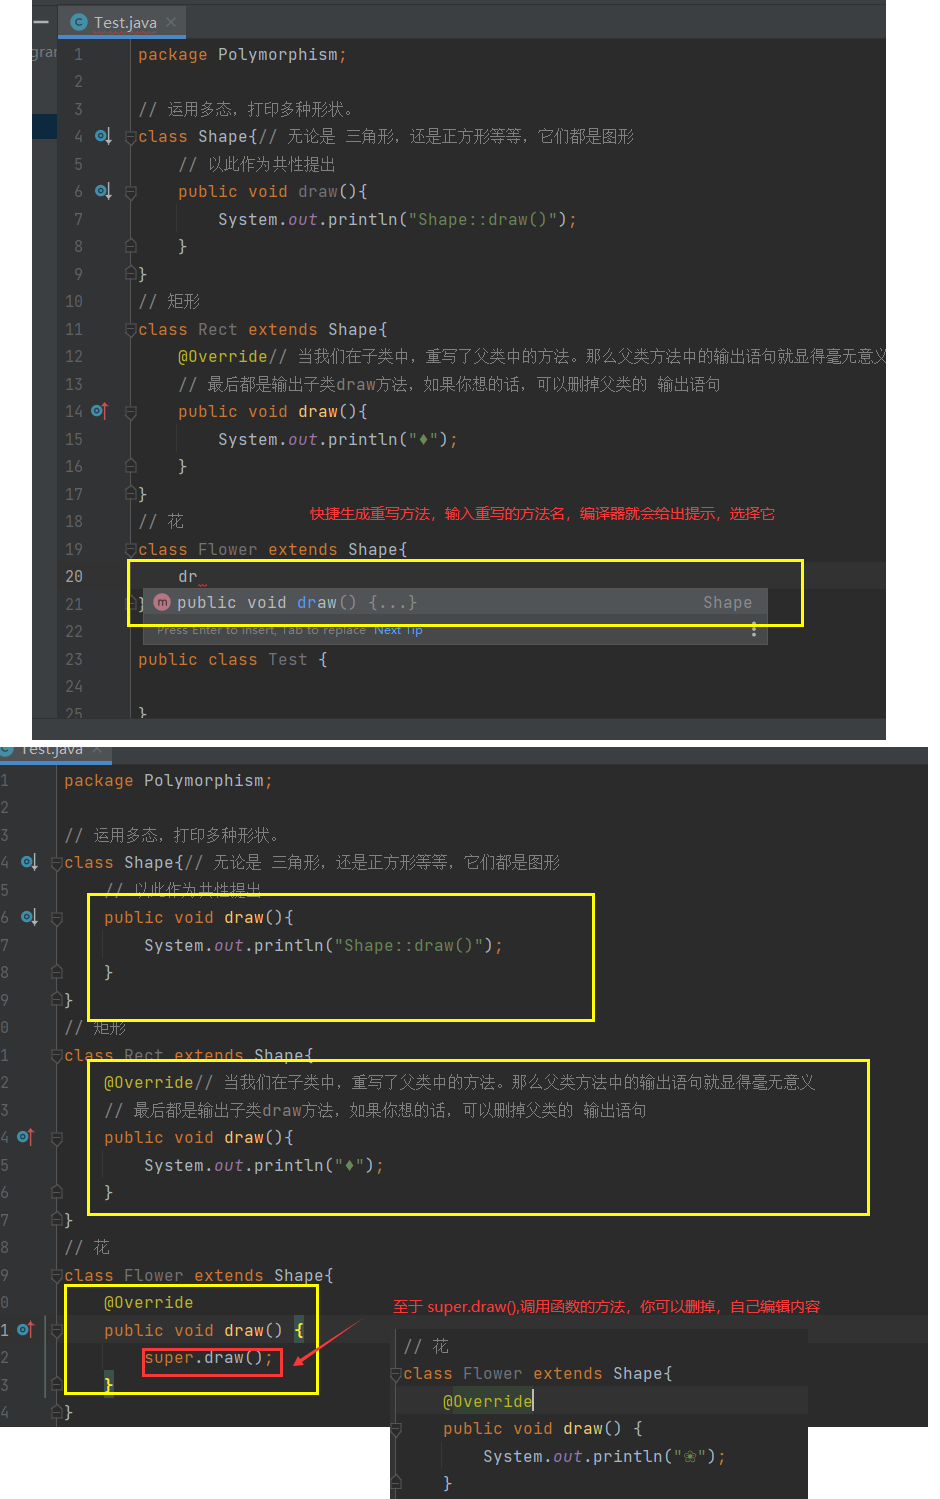 Test.java
gran
1 package Polymorphism;
2
3 // 运用多态，打印多种形状。
4 class Shape{// 无论是 三角形，还是正方形等等，它们都是图形
5 // 以此作为共性提出
6 public void draw(){
7 System.out.println("Shape::draw()");
8 }
9 }
10 // 矩形
11 class Rect extends Shape{
12 @Override// 当我们在子类中，重写了父类中的方法。那么父类方法中的输出语句就显得毫无意义
13 // 最后都是输出子类draw方法，如果你想的话，可以删掉父类的 输出语句
14 public void draw(){
15 System.out.println("♦");
16 }
17 }
快捷生成重写方法，输入重写的方法名，编译器就会给出提示，选择它
18 // 花
19 class Flower extends Shape{
20 dr
21 }
m public void draw() {...} Shape
22
Press Enter to insert, Tab to replace Next Tip
23 public class Test {
24
25 }
Test.java
1 package Polymorphism;
2
3 // 运用多态，打印多种形状。
4 class Shape{// 无论是 三角形，还是正方形等等，它们都是图形
5 // 以此作为共性提出
6 public void draw(){
7 System.out.println("Shape::draw()");
8 }
9 }
0 // 矩形
1 class Rect extends Shape{
2 @Override// 当我们在子类中，重写了父类中的方法。那么父类方法中的输出语句就显得毫无意义
3 // 最后都是输出子类draw方法，如果你想的话，可以删掉父类的 输出语句
4 public void draw(){
5 System.out.println("♦");
6 }
7 }
8 // 花
9 class Flower extends Shape{
0 @Override
1 public void draw() {
2 super.draw();
3 }
4 }
至于 super.draw(),调用函数的方法，你可以删掉，自己编辑内容
// 花
class Flower extends Shape{
@Override
public void draw() {
System.out.println("❀");
}